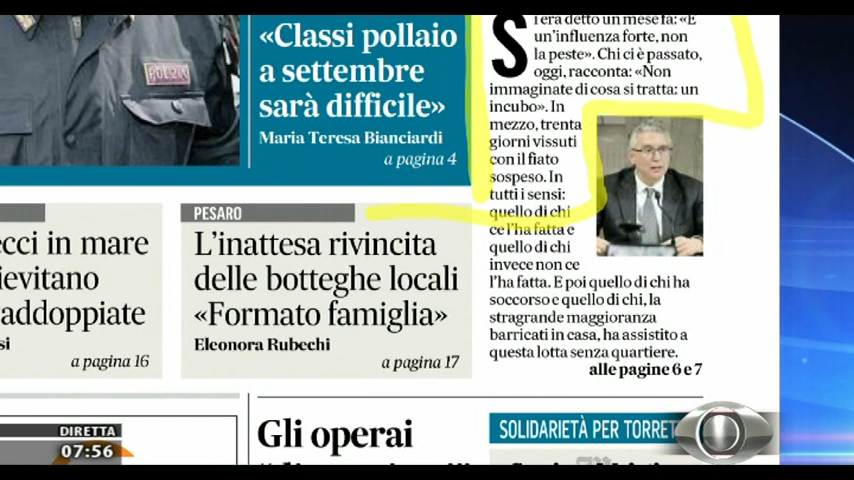 «Classi pollaio
a settembre
sarà difficile»
Maria Teresa Bianciardi
a pagina 4
POLIZIA
S
i era detto un mese fa: «È
un'influenza forte, non
la peste». Chi ci è passato,
oggi, racconta: «Non
immaginate di cosa si tratta: un
incubo». In
mezzo, trenta
giorni vissuti
con il fiato
sospeso. In
tutti i sensi:
quello di chi
ce l'ha fatta e
quello di chi
invece non ce
l'ha fatta. E poi quello di chi ha
soccorso e quello di chi, la
stragrande maggioranza
barricati in casa, ha assistito a
questa lotta senza quartiere.
alle pagine 6 e 7
ecci in mare
ievitano
addoppiate
si
a pagina 16
PESARO
L'inattesa rivincita
delle botteghe locali
«Formato famiglia»
Eleonora Rubechi
a pagina 17
Gli operai
SOLIDARIETÀ PER TORRET
DIRETTA
07:56